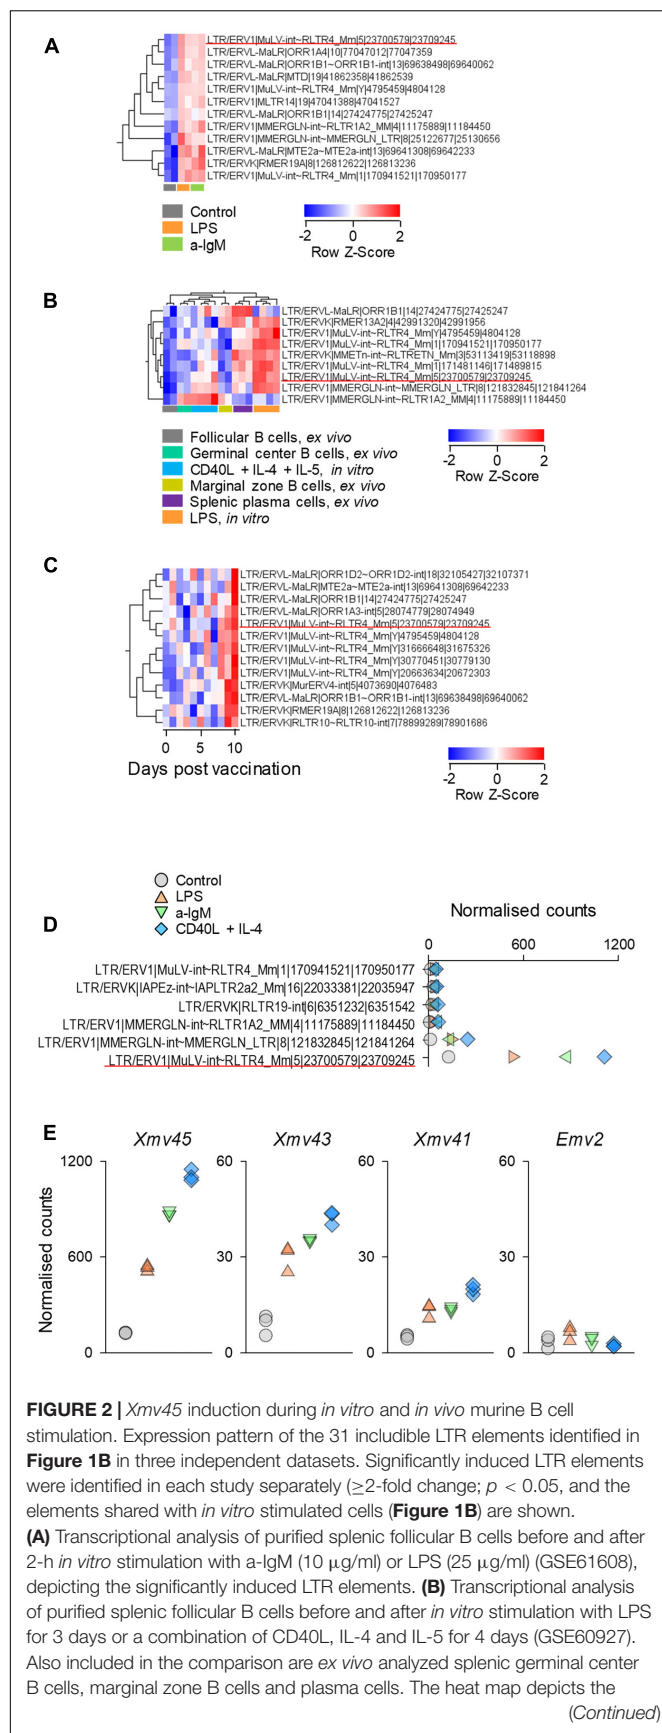 A
LTR/ERV1|MuLV-int~RLTR4_Mm|5|23700579|23709245
LTR/ERVL-MaLR|ORR1A4|10|77047012|77047359
LTR/ERVL-MaLR|ORR1B1~ORR1B1-int|13|69638498|69640062
LTR/ERVL-MaLR|MTD|19|41862358|41862539
LTR/ERV1|MuLV-int~RLTR4_Mm|Y|4795459|4804128
LTR/ERV1|MLTR14|19|47041388|47041527
LTR/ERVL-MaLR|ORR1B1|14|27424775|27425247
LTR/ERV1|MMERGLN-int~RLTR1A2_MM|4|11175889|11184450
LTR/ERV1|MMERGLN-int~MMERGLN_LTR|8|25122677|25130656
LTR/ERVL-MaLR|MTE2a~MTE2a-int|13|69641308|69642233
LTR/ERVK|RMER19A|8|126812622|126813236
LTR/ERV1|MuLV-int~RLTR4_Mm|1|170941521|170950177
Control
LPS
a-IgM
-2 0 2
Row Z-Score
B
LTR/ERVL-MaLR|ORR1B1|14|27424775|27425247
LTR/ERVK|RMER13A2|4|42991320|42991956
LTR/ERV1|MuLV-int~RLTR4_Mm|Y|4795459|4804128
LTR/ERV1|MuLV-int~RLTR4_Mm|1|170941521|170950177
LTR/ERVK|MMETn-int~RLTRETN_Mm|3|53113419|53118898
LTR/ERV1|MuLV-int~RLTR4_Mm|1|171481146|171489815
LTR/ERV1|MuLV-int~RLTR4_Mm|5|23700579|23709245
LTR/ERV1|MMERGLN-int~MMERGLN_LTR|8|121832845|121841264
LTR/ERV1|MMERGLN-int~RLTR1A2_MM|4|11175889|11184450
Follicular B cells, ex vivo
Germinal center B cells, ex vivo
CD40L + IL-4 + IL-5, in vitro
Marginal zone B cells, ex vivo
Splenic plasma cells, ex vivo
LPS, in vitro
-2 0 2
Row Z-Score
C
LTR/ERVL-MaLR|ORR1D2~ORR1D2-int|18|32105427|32107371
LTR/ERVL-MaLR|MTE2a~MTE2a-int|13|69641308|69642233
LTR/ERVL-MaLR|ORR1B1|14|27424775|27425247
LTR/ERVL-MaLR|ORR1A3-int|5|28074779|28074949
LTR/ERV1|MuLV-int~RLTR4_Mm|5|23700579|23709245
LTR/ERV1|MuLV-int~RLTR4_Mm|Y|4795459|4804128
LTR/ERV1|MuLV-int~RLTR4_Mm|Y|31666648|31675326
LTR/ERV1|MuLV-int~RLTR4_Mm|Y|30770451|30779130
LTR/ERV1|MuLV-int~RLTR4_Mm|Y|20663634|20672303
LTR/ERVK|MurERV4-int|5|4073690|4076483
LTR/ERVL-MaLR|ORR1B1~ORR1B1-int|13|69638498|69640062
LTR/ERVK|RMER19A|8|126812622|126813236
LTR/ERVK|RLTR10~RLTR10-int|7|78899289|78901686
0 5 10
Days post vaccination
-2 0 2
Row Z-Score
Control
LPS
a-IgM
CD40L + IL-4
D
Normalised counts
0 600 1200
LTR/ERV1|MuLV-int~RLTR4_Mm|1|170941521|170950177
LTR/ERVK|IAPEz-int~IAPLTR2a2_Mm|16|22033381|22035947
LTR/ERVK|RLTR19-int|6|6351232|6351542
LTR/ERV1|MMERGLN-int~RLTR1A2_MM|4|11175889|11184450
LTR/ERV1|MMERGLN-int~MMERGLN_LTR|8|121832845|121841264
LTR/ERV1|MuLV-int~RLTR4_Mm|5|23700579|23709245
E
Xmv45 Xmv43 Xmv41 Emv2
Normalised counts
1200 60 60 60
600 30 30 30
0 0 0 0
FIGURE 2 | Xmv45 induction during in vitro and in vivo murine B cell
stimulation. Expression pattern of the 31 includible LTR elements identified in
Figure 1B in three independent datasets. Significantly induced LTR elements
were identified in each study separately (≥2-fold change; p < 0.05, and the
elements shared with in vitro stimulated cells (Figure 1B) are shown.
(A) Transcriptional analysis of purified splenic follicular B cells before and after
2-h in vitro stimulation with a-IgM (10 μg/ml) or LPS (25 μg/ml) (GSE61608),
depicting the significantly induced LTR elements. (B) Transcriptional analysis
of purified splenic follicular B cells before and after in vitro stimulation with LPS
for 3 days or a combination of CD40L, IL-4 and IL-5 for 4 days (GSE60927).
Also included in the comparison are ex vivo analyzed splenic germinal center
B cells, marginal zone B cells and plasma cells. The heat map depicts the
(Continued)